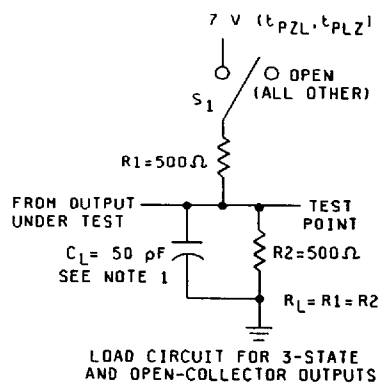 7 V (tPZL, tPLZ)
S1
OPEN
(ALL OTHER)
R1=500Ω
FROM OUTPUT
UNDER TEST
TEST
POINT
CL= 50 pF
SEE NOTE 1
R2=500Ω
RL=R1=R2
LOAD CIRCUIT FOR 3-STATE
AND OPEN-COLLECTOR OUTPUTS